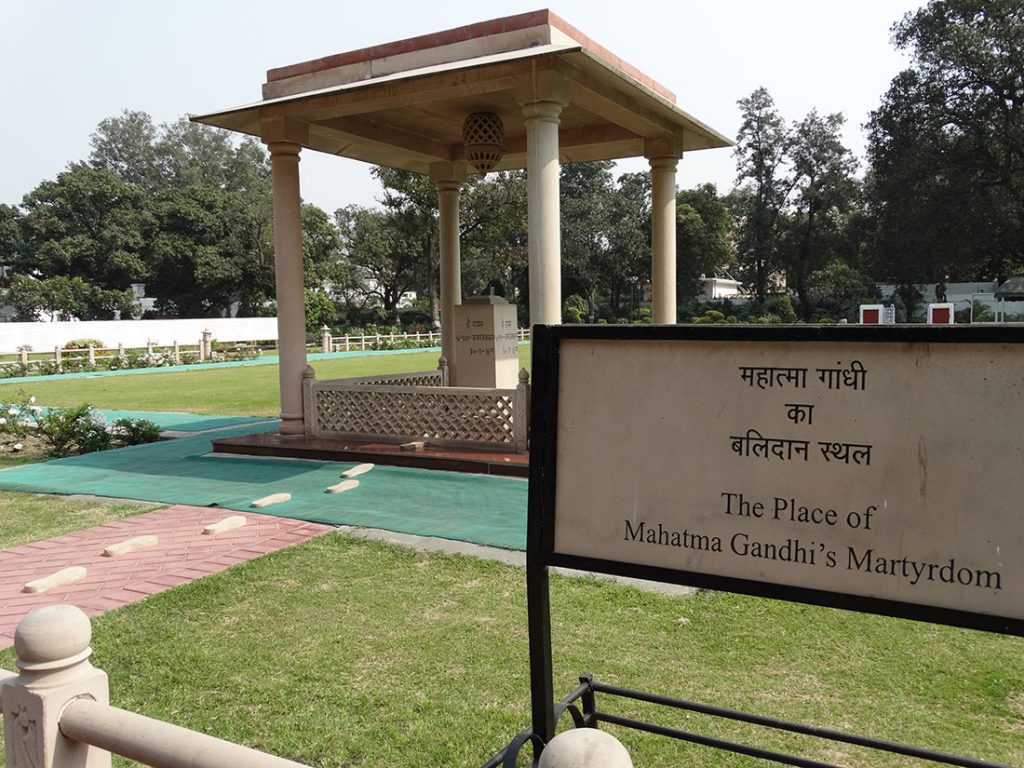 हे राम
महात्मा गांधी
का
बलिदान स्थल
The Place of
Mahatma Gandhi's Martyrdom